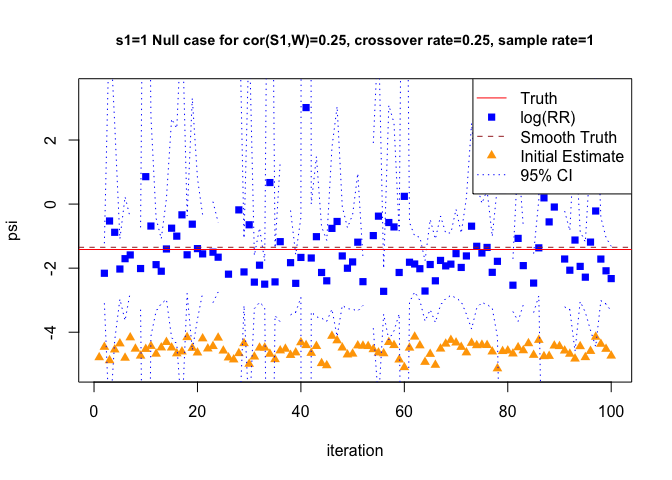 s1=1 Null case for cor(S1,W)=0.25, crossover rate=0.25, sample rate=1
Truth
log(RR)
Smooth Truth
Initial Estimate
95% CI
psi
2
0
-2
-4
0
20
40
60
80
100
iteration